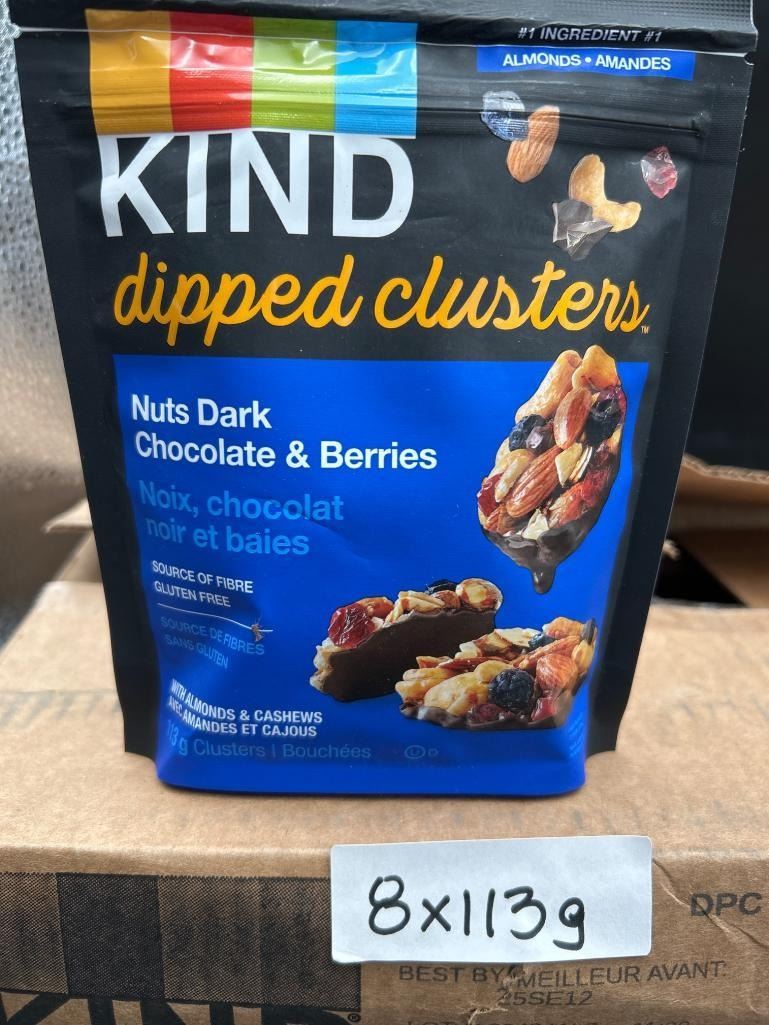 #1 INGREDIENT #1
ALMONDS • AMANDES
KIND
dipped clusters™
Nuts Dark
Chocolate & Berries
Noix, chocolat
noir et baies
SOURCE OF FIBRE
GLUTEN FREE
SOURCE DE FIBRES
SANS GLUTEN
WITH ALMONDS & CASHEWS
AVEC AMANDES ET CAJOUS
113 g Clusters | Bouchées
U D
8x113g
DPC
BEST BY/MEILLEUR AVANT:
25SE12
KIND®